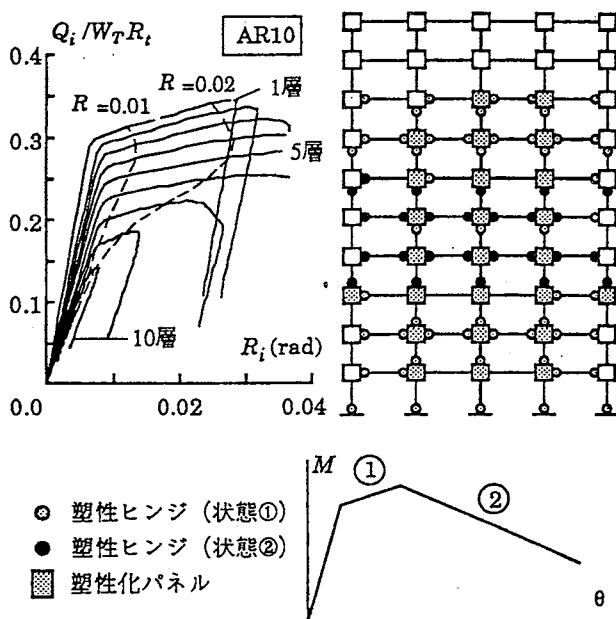 Q_i /W_T R_t
AR10
0.4
0.3
0.2
0.1
0.0
0.02
0.04
R =0.01
R =0.02
1層
5層
10層
R_i (rad)
M
①
②
θ
塑性ヒンジ (状態①)
塑性ヒンジ (状態②)
塑性化パネル